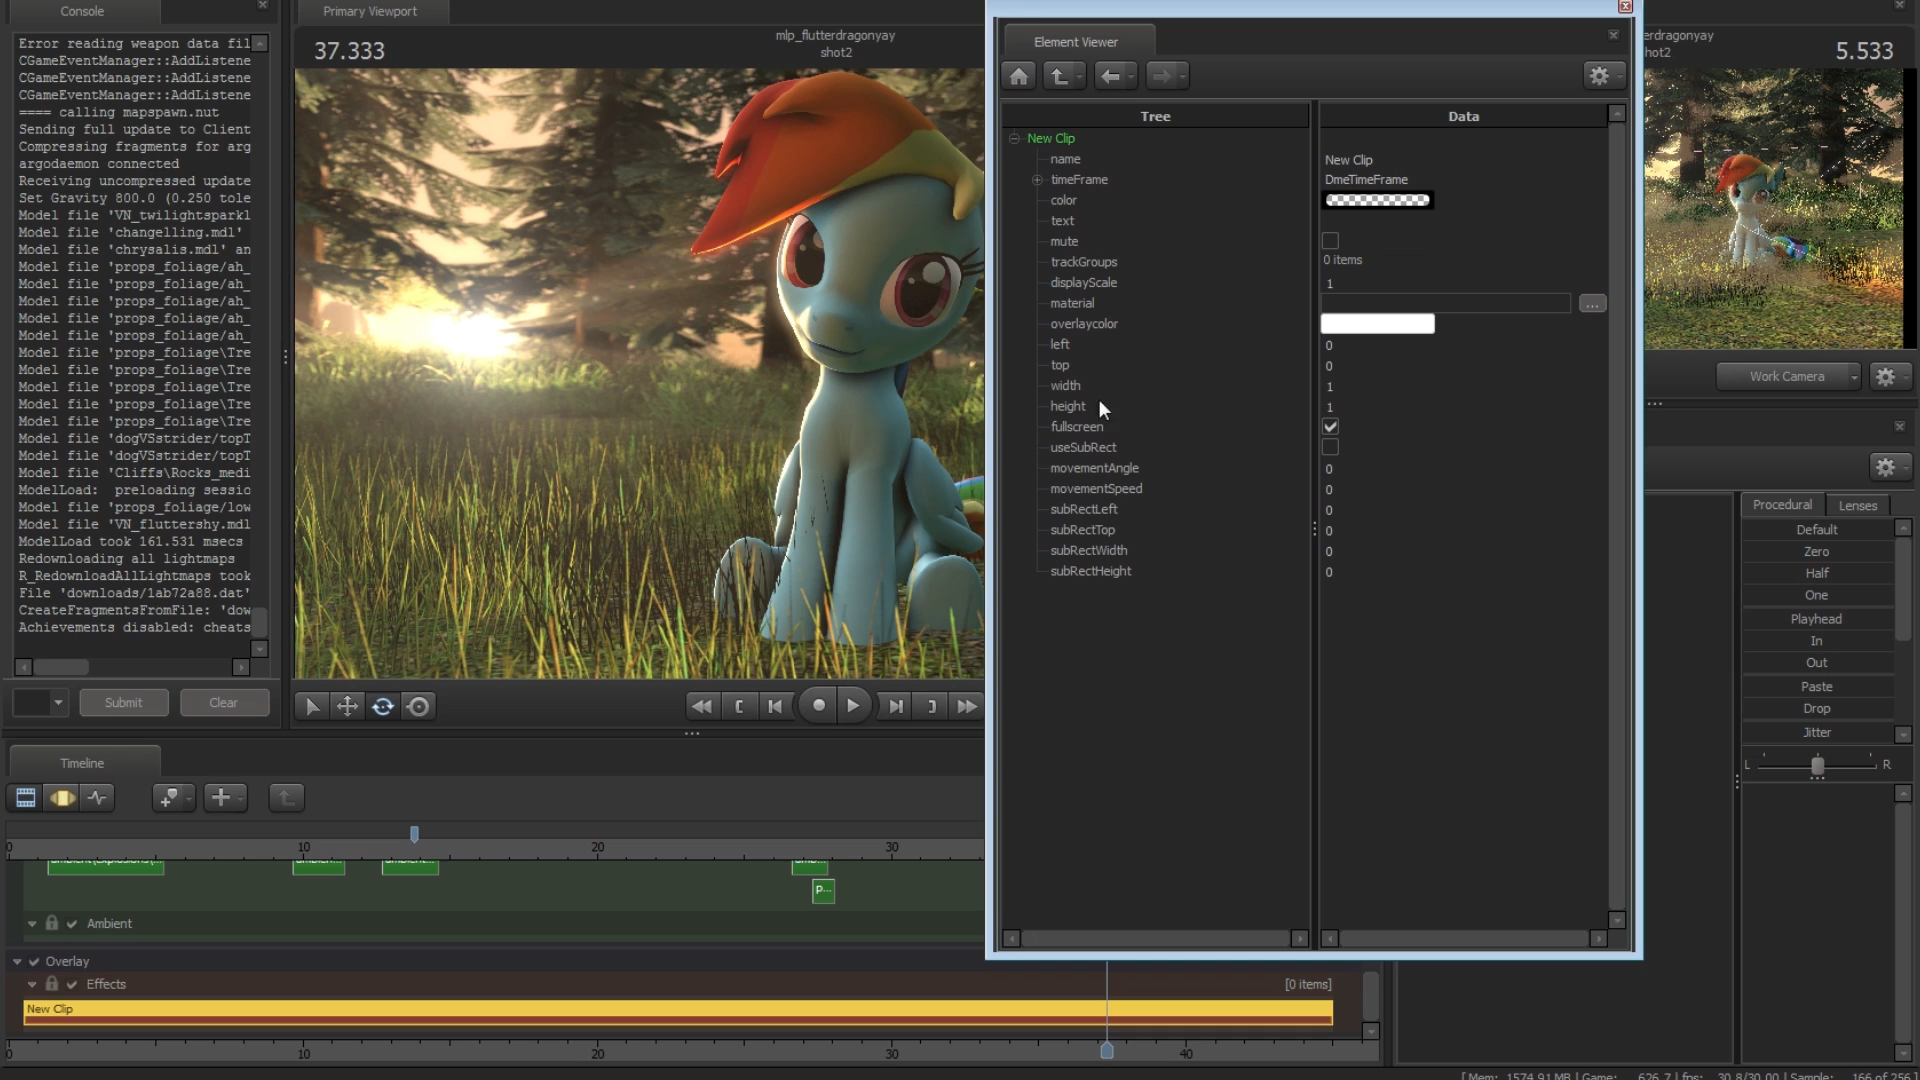 Console
Primary Viewport
Error reading weapon data fil
CGameEventManager::AddListene
CGameEventManager::AddListene
CGameEventManager::AddListene
==== calling mapspawn.nut
Sending full update to Client
Compressing fragments for arg
argodaemon connected
Receiving uncompressed update
Set Gravity 800.0 (0.250 tole
Model file 'VN_twilightsparkl
Model file 'changelling.mdl'
Model file 'chrysalis.mdl' an
Model file 'props_foliage/ah_
Model file 'props_foliage/ah_
Model file 'props_foliage/ah_
Model file 'props_foliage/ah_
Model file 'props_foliage/ah_
Model file 'props_foliage\Tre
Model file 'props_foliage\Tre
Model file 'props_foliage\Tre
Model file 'props_foliage\Tre
Model file 'props_foliage\Tre
Model file 'dogVSstrider/topT
Model file 'dogVSstrider/topT
Model file 'Cliffs\Rocks_medi
ModelLoad:  preloading sessio
Model file 'props_foliage/low
Model file 'VN_fluttershy.mdl
ModelLoad took 161.531 msecs
Redownloading all lightmaps
R_RedownloadAllLightmaps took
File 'downloads/1ab72a88.dat'
CreateFragmentsFromFile: 'dow
Achievements disabled: cheats
Submit
Clear
37.333
mlp_flutterdragonyay
shot2
Element Viewer
Tree
Data
New Clip
name New Clip
timeFrame DmeTimeFrame
color
text
mute
trackGroups 0 items
displayScale 1
material ...
overlaycolor
left 0
top 0
width 1
height 1
fullscreen
useSubRect
movementAngle 0
movementSpeed 0
subRectLeft 0
subRectTop 0
subRectWidth 0
subRectHeight 0
erdragonyay
hot2
5.533
Work Camera
Procedural
Lenses
Default
Zero
Half
One
Playhead
In
Out
Paste
Drop
Jitter
L
R
Timeline
0
10
20
30
ambient...
p...
Ambient
Overlay
Effects
[0 items]
New Clip
0
10
20
30
40
[ Mem: 1574.91 MB | Game: 626.7 | fps: 30.8/30.00 | Sample: 166 of 256 ]